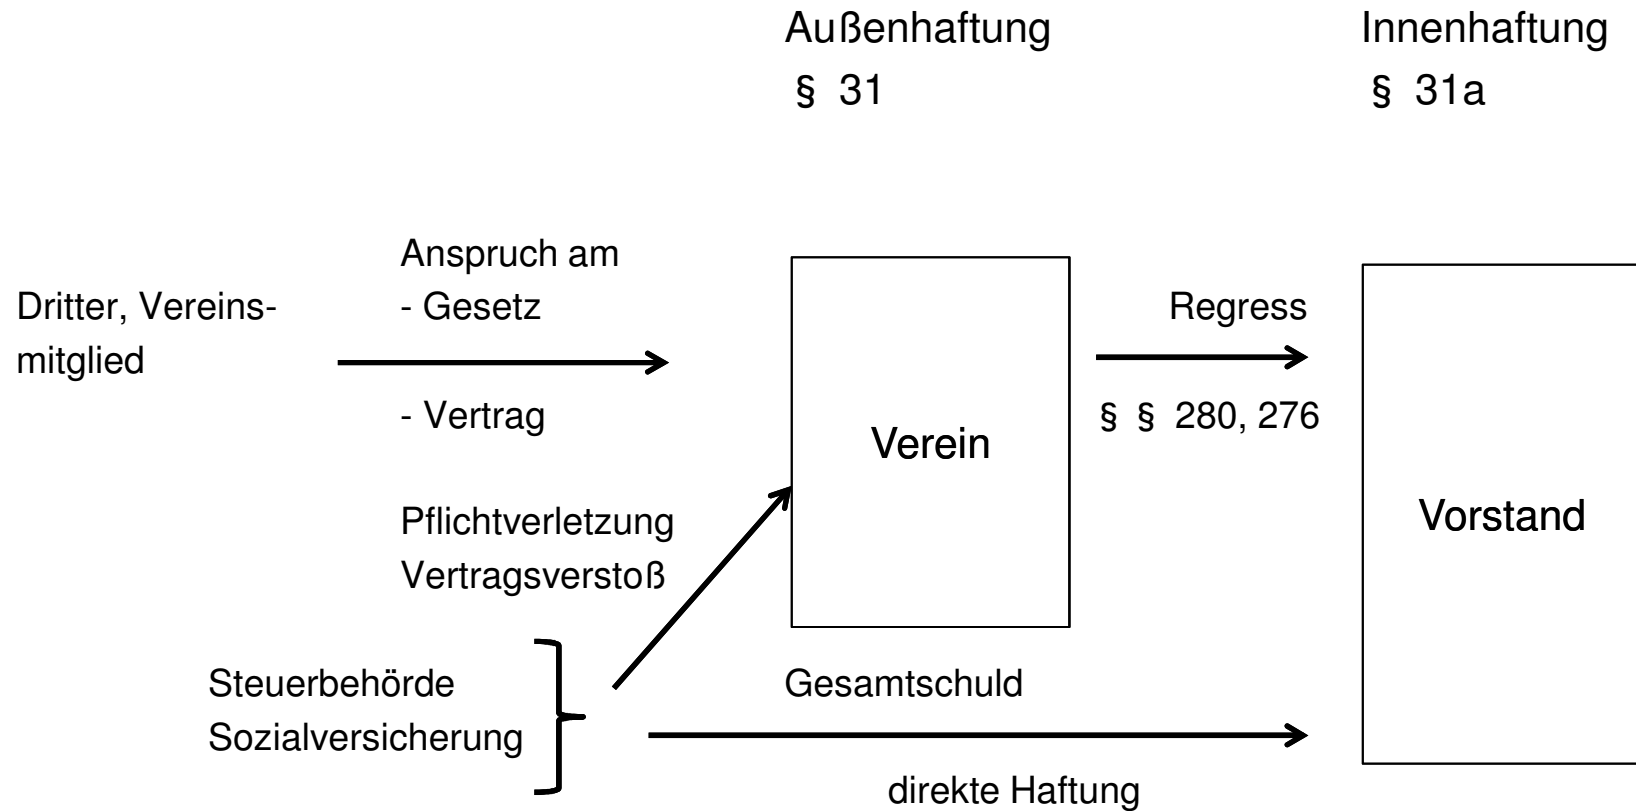 Außenhaftung
§ 31
Innenhaftung
§ 31a
Dritter, Vereins-
mitglied
Anspruch am
- Gesetz
- Vertrag
Pflichtverletzung
Vertragsverstoß
Verein
Regress
§ § 280, 276
Vorstand
Steuerbehörde
Sozialversicherung
Gesamtschuld
direkte Haftung